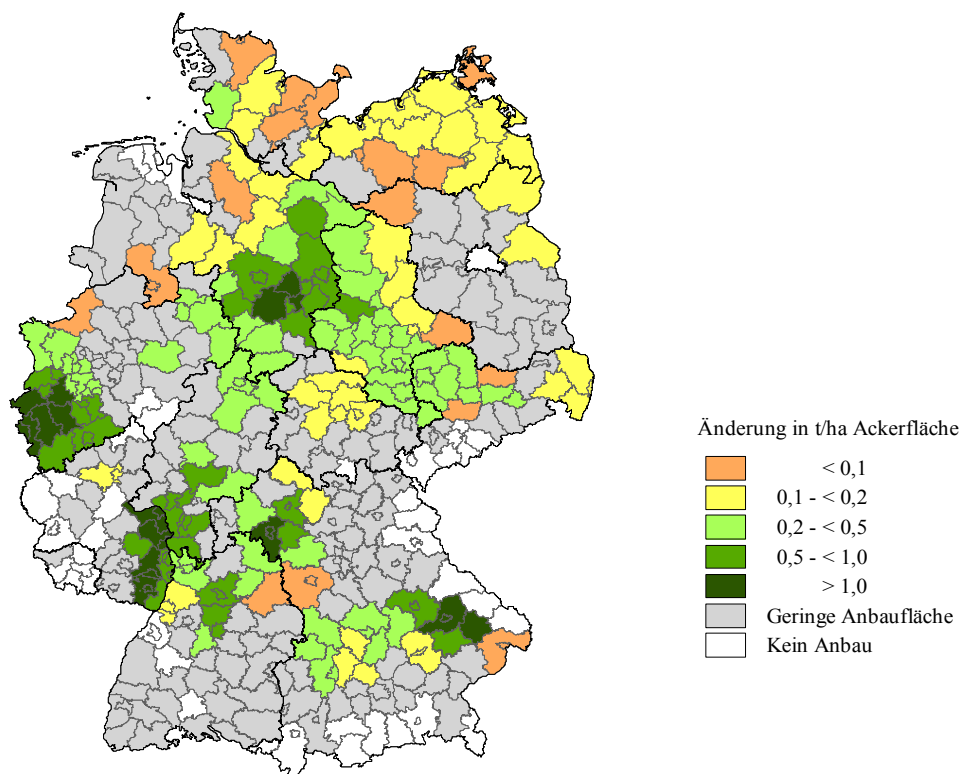 Änderung in t/ha Ackerfläche
< 0,1
0,1 - < 0,2
0,2 - < 0,5
0,5 - < 1,0
> 1,0
Geringe Anbaufläche
Kein Anbau